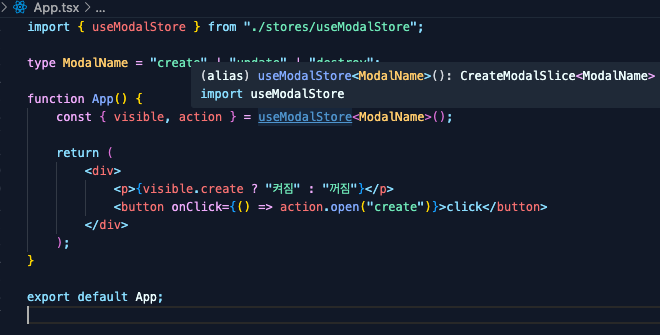 App.tsx > ...
import { useModalStore } from "./stores/useModalStore";
type ModalName = "create" | "update" | "destroy";
(alias) useModalStore<ModalName>(): CreateModalSlice<ModalName>
import useModalStore
function App() {
const { visible, action } = useModalStore<ModalName>();
return (
<div>
<p>{visible.create ? "켜짐" : "꺼짐"}</p>
<button onClick={() => action.open("create")}>click</button>
</div>
);
}
export default App;